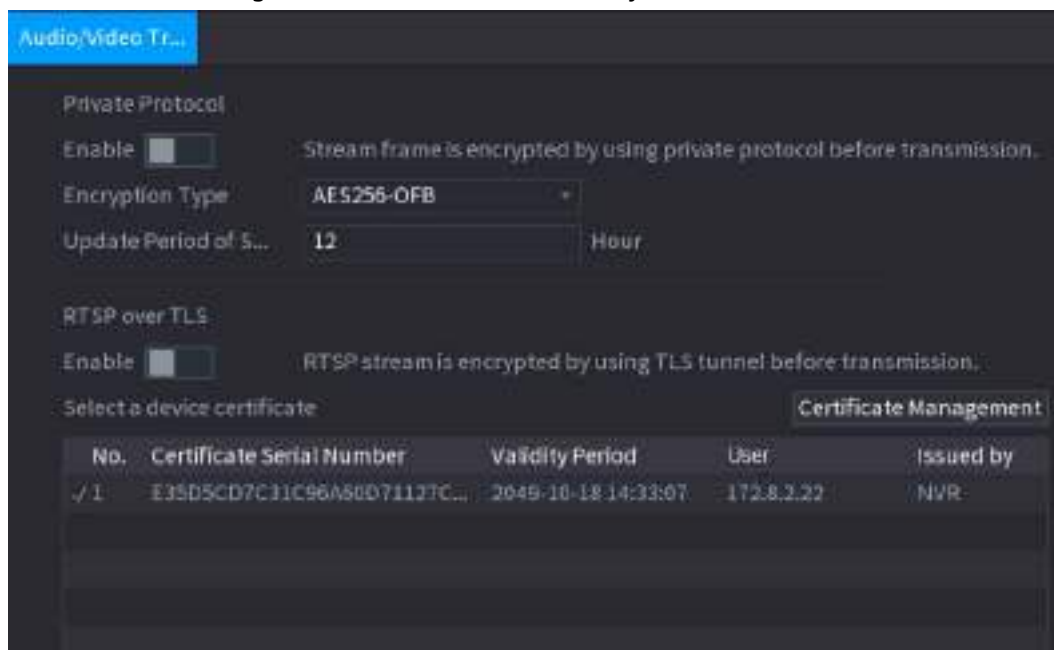 Audio/Video Tr...
Private Protocol
Enable Stream frame is encrypted by using private protocol before transmission.
Encryption Type AES256-OFB
Update Period of S... 12 Hour
RTSP over TLS
Enable RTSP stream is encrypted by using TLS tunnel before transmission.
Select a device certificate Certificate Management
No. Certificate Serial Number Validity Period User Issued by
1 2049-10-18 14:33:07 172.8.2.22 NVR